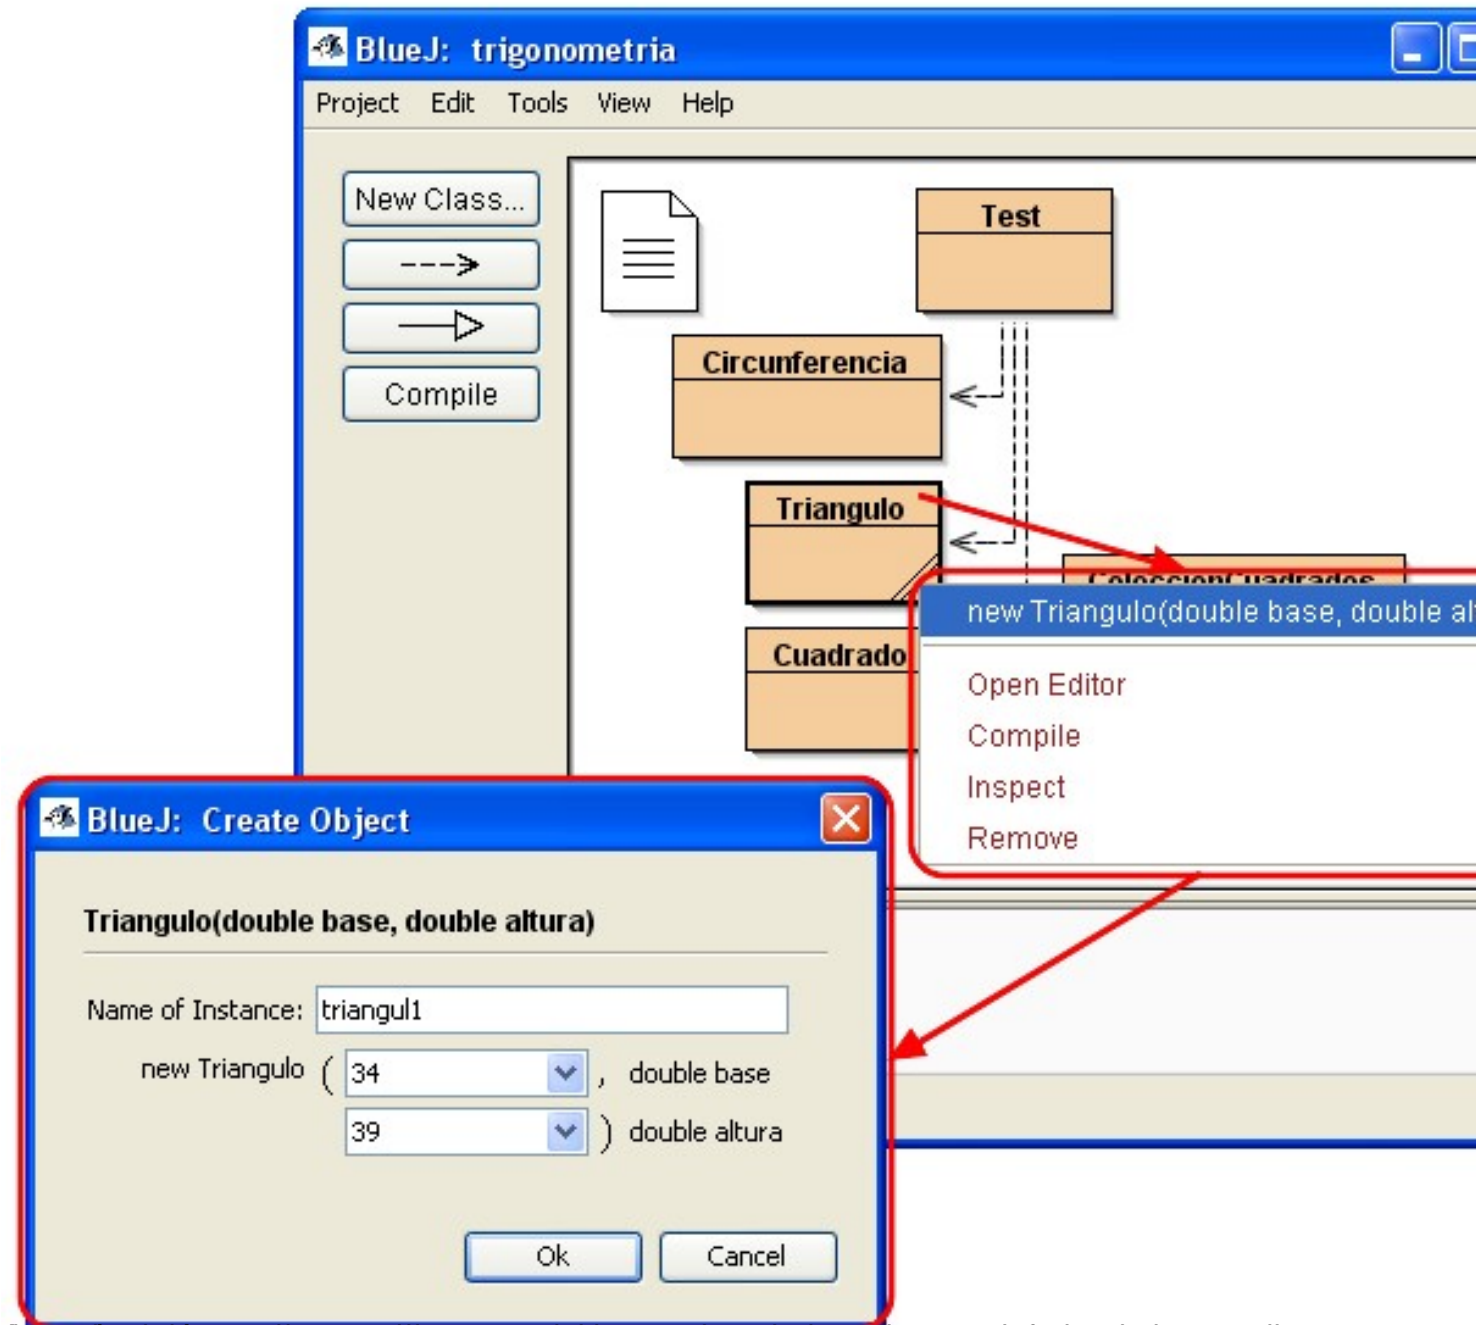 BlueJ: trigonometria
Project Edit Tools View Help
New Class...
Compile
Test
Circunferencia
Triangulo
ColeccionCuadrados
Cuadrado
new Triangulo(double base, double al
Open Editor
Compile
Inspect
Remove
BlueJ: Create Object
Triangulo(double base, double altura)
Name of Instance: triangul1
new Triangulo ( 34 , double base
39 ) double altura
Ok Cancel